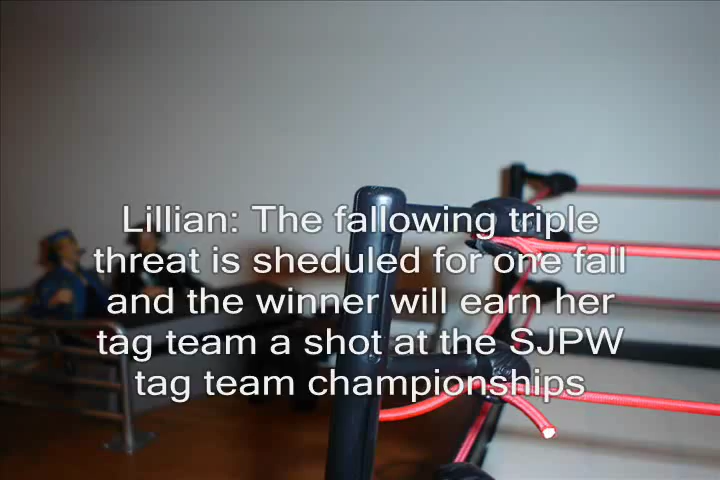 Lillian: The fallowing triple
threat is sheduled for one fall
and the winner will earn her
tag team a shot at the SJPW
tag team championships